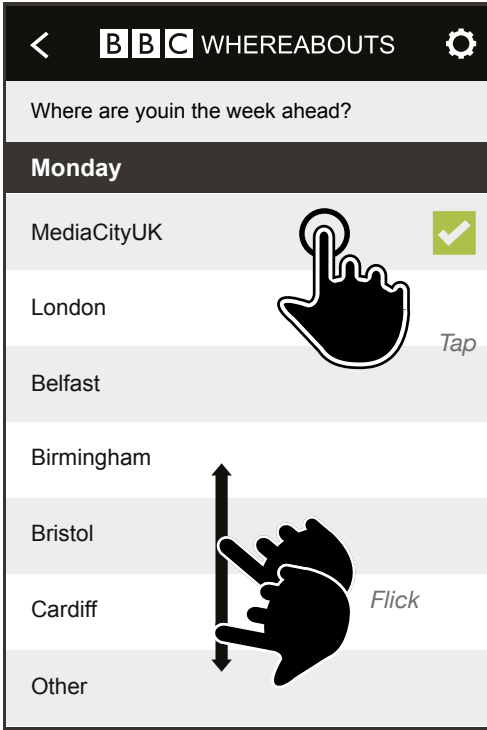 BBC WHEREABOUTS
Where are youin the week ahead?
Monday
MediaCityUK
London
Tap
Belfast
Birmingham
Bristol
Flick
Cardiff
Other